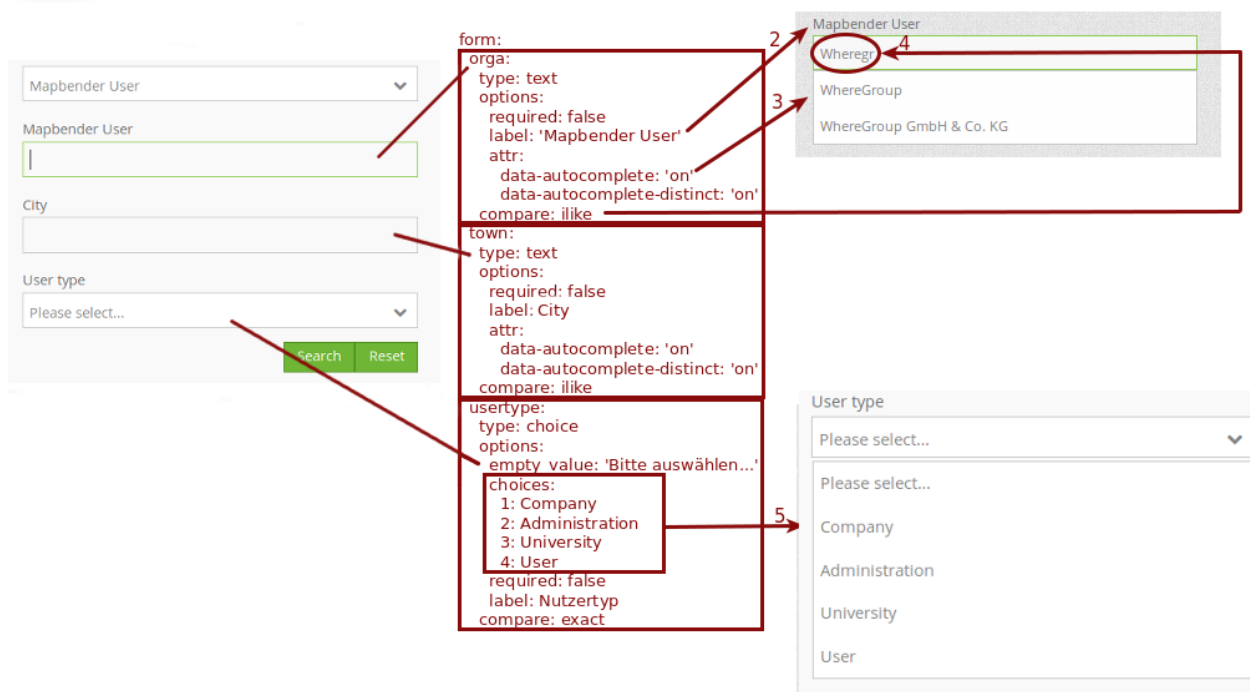 Mapbender User
Mapbender User
City
User type
Please select...
Search Reset
form:
orga:
type: text
options:
required: false
label: 'Mapbender User'
attr:
data-autocomplete: 'on'
data-autocomplete-distinct: 'on'
compare: ilike
town:
type: text
options:
required: false
label: City
attr:
data-autocomplete: 'on'
data-autocomplete-distinct: 'on'
compare: ilike
usertype:
type: choice
options:
empty_value: 'Bitte auswählen...'
choices:
1: Company
2: Administration
3: University
4: User
required: false
label: Nutzertyp
compare: exact
2
3
4
5
Mapbender User
Wheregr
WhereGroup
WhereGroup GmbH & Co. KG
User type
Please select...
Please select...
Company
Administration
University
User